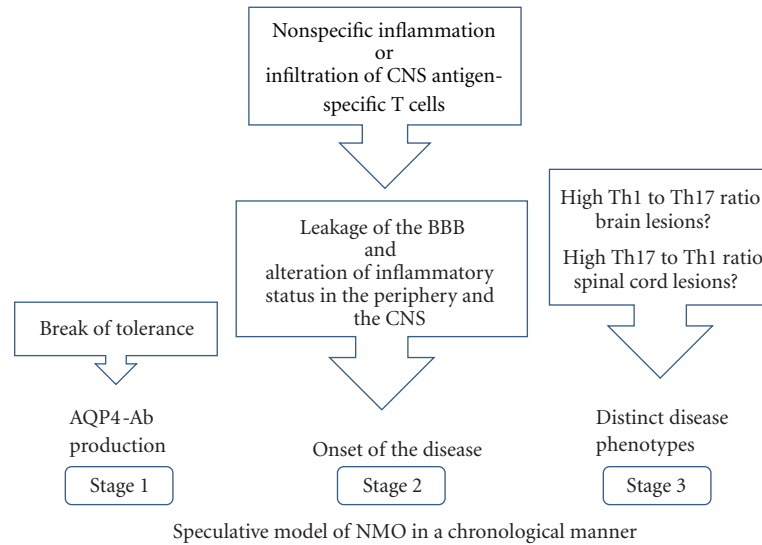 Nonspecific inflammation
or
infiltration of CNS antigen-
specific T cells
Leakage of the BBB
and
alteration of inflammatory
status in the periphery and
the CNS
High Th1 to Th17 ratio
brain lesions?
High Th17 to Th1 ratio
spinal cord lesions?
Break of tolerance
AQP4-Ab
production
Stage 1
Onset of the disease
Stage 2
Distinct disease
phenotypes
Stage 3
Speculative model of NMO in a chronological manner